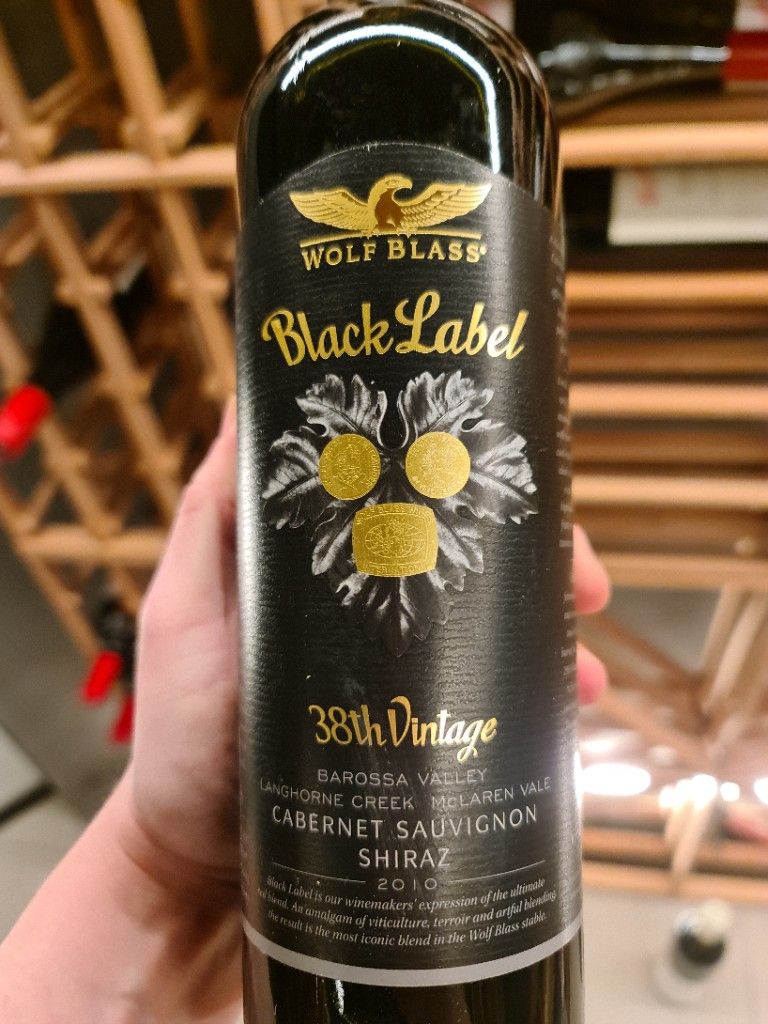 WOLF BLASS®
Black Label
38th Vintage
BAROSSA VALLEY
LANGHORNE CREEK McLAREN VALE
CABERNET SAUVIGNON
SHIRAZ
2010
Black Label is our winemakers' expression of the ultimate
red blend. An amalgam of viticulture, terroir and artful blending,
the result is the most iconic blend in the Wolf Blass stable.